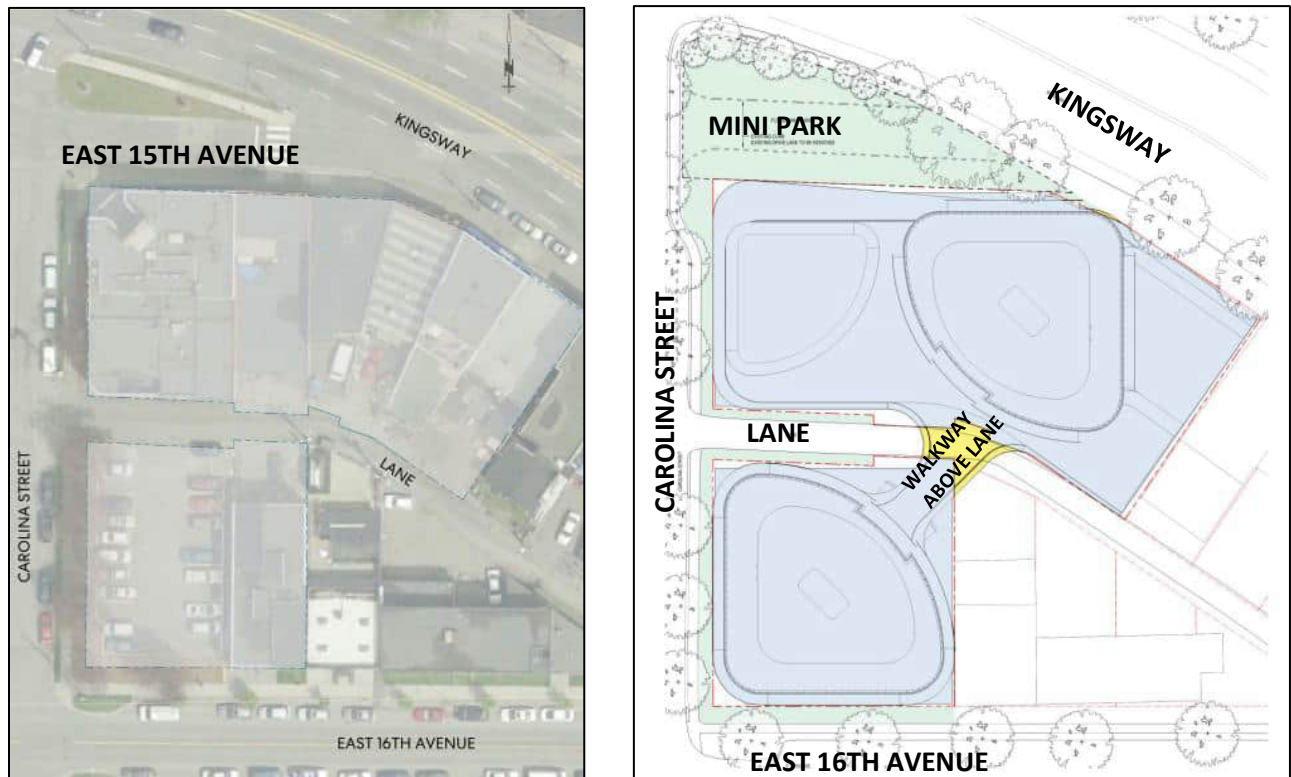 N
KINGSWAY
EAST 15TH AVENUE
LANE
CAROLINA STREET
EAST 16TH AVENUE
KINGSWAY
MINI PARK
CAROLINA STREET
LANE
WALKWAY
ABOVE LANE
EAST 16TH AVENUE